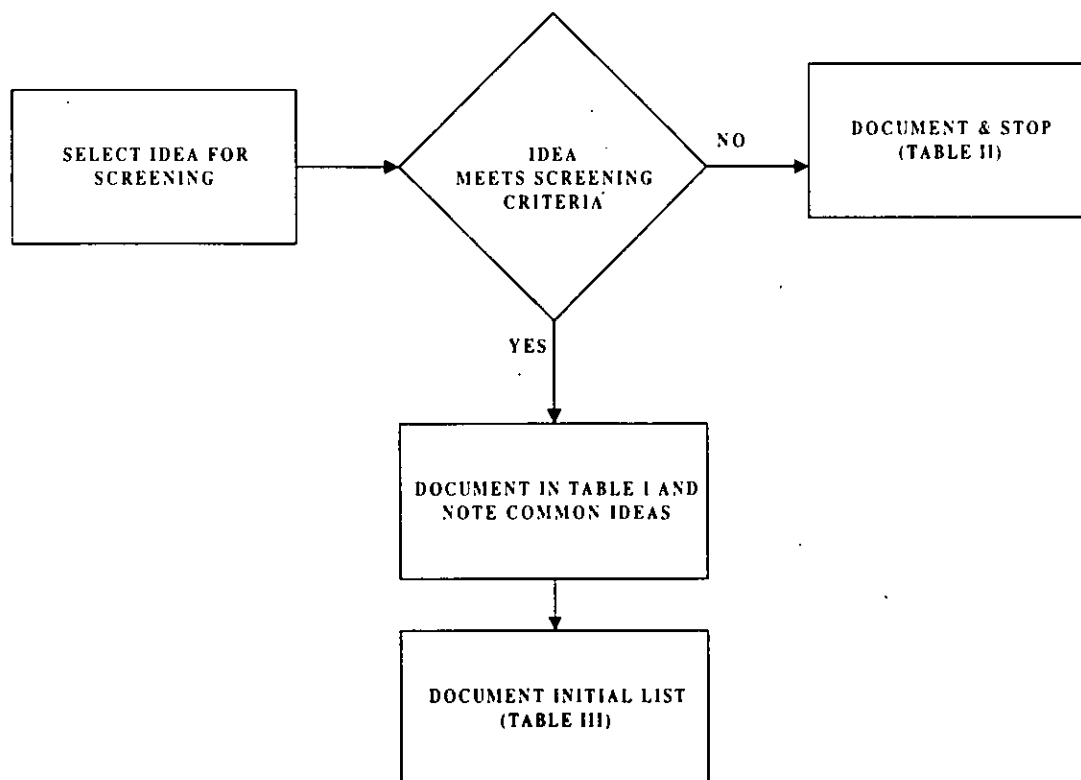 SELECT IDEA FOR
SCREENING
IDEA
MEETS SCREENING
CRITERIA
NO
DOCUMENT & STOP
(TABLE II)
YES
DOCUMENT IN TABLE I AND
NOTE COMMON IDEAS
DOCUMENT INITIAL LIST
(TABLE III)